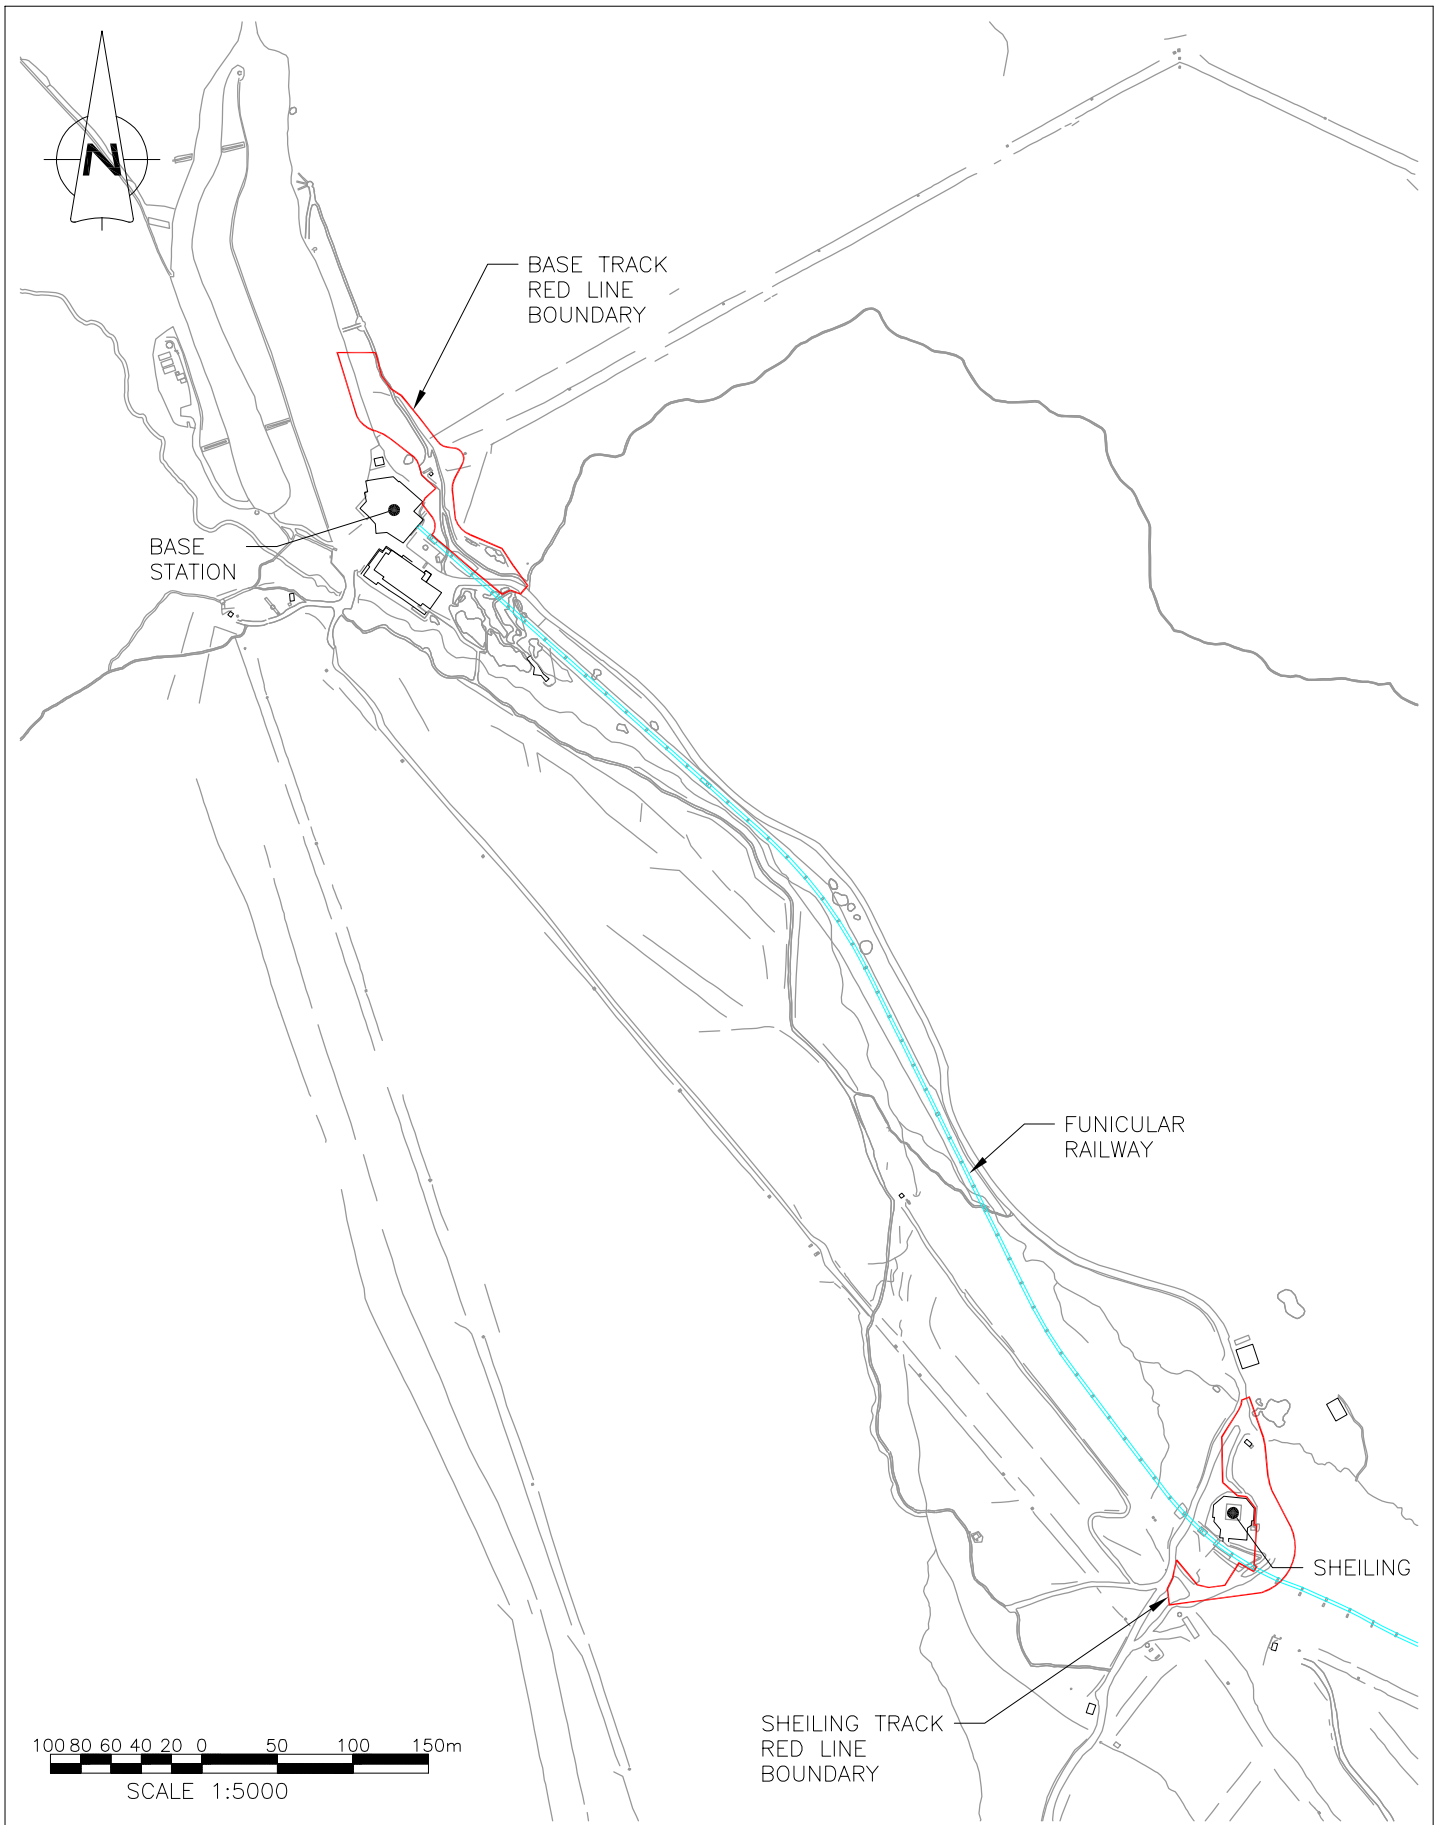 N
BASE TRACK
RED LINE
BOUNDARY
BASE
STATION
FUNICULAR
RAILWAY
SHEILING
SHEILING TRACK
RED LINE
BOUNDARY
100 80 60 40 20 0 50 100 150m
SCALE 1:5000